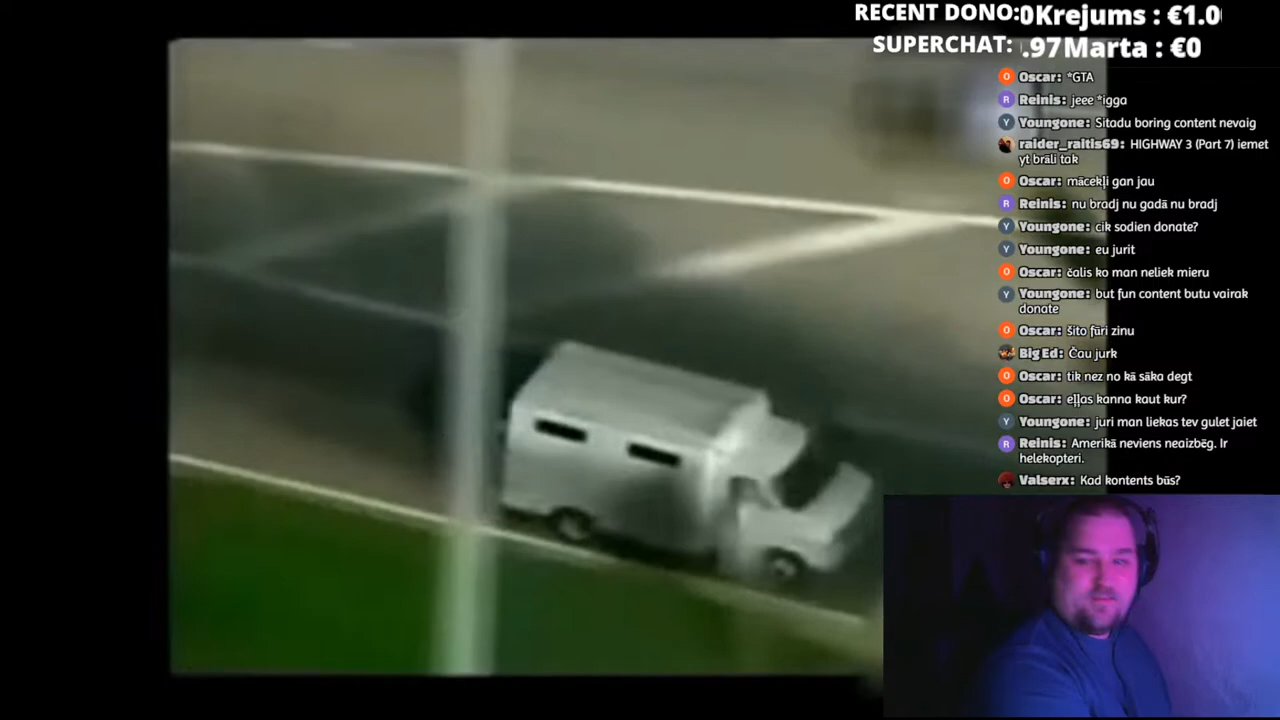 RECENT DONO:0Krejums : €1.0
SUPERCHAT: .97Marta : €0
Oscar: *GTA
Reinis: jeee *igga
Youngone: Sitadu boring content nevaig
raider_raitis69: HIGHWAY 3 (Part 7) iemet
yt brāli tak
Oscar: mācekļi gan jau
Reinis: nu bradj nu gadā nu bradj
Youngone: cik sodien donate?
Youngone: eu jurit
Oscar: čalis ko man neliek mieru
Youngone: but fun content butu vairak
donate
Oscar: šito fūri zinu
Big Ed: Čau jurk
Oscar: tik nez no kā sāka degt
Oscar: eļļas kanna kaut kur?
Youngone: juri man liekas tev gulet jaiet
Reinis: Amerikā neviens neaizbēg. Ir
helekopteri.
Valserx: Kad kontents būs?